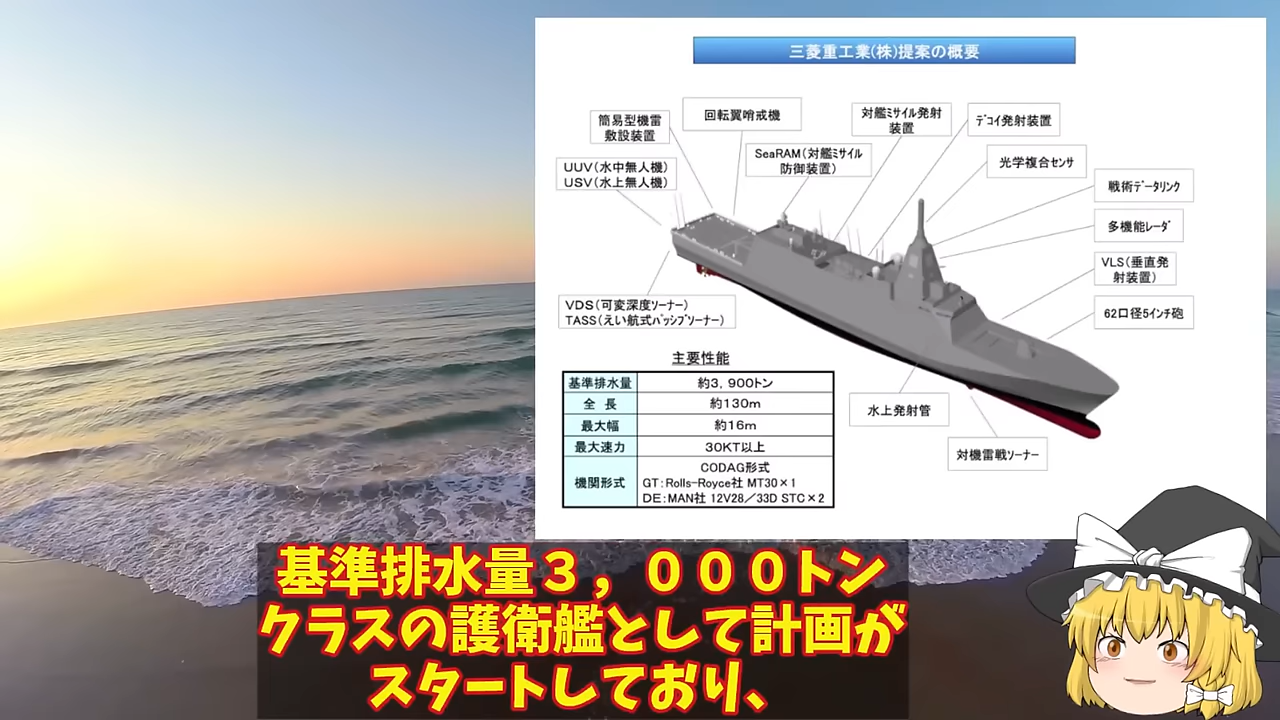 三菱重工業(株)提案の概要
簡易型機雷
敷設装置
回転翼哨戒機
対艦ミサイル発射
装置
デコイ発射装置
UUV(水中無人機)
USV(水上無人機)
SeaRAM(対艦ミサイル
防御装置)
光学複合センサ
戦術データリンク
多機能レーダ
VLS(垂直発
射装置)
62口径5インチ砲
VDS(可変深度ソーナー)
TASS(えい航式パッシブソーナー)
水上発射管
対機雷戦ソーナー
主要性能
基準排水量 約3,900トン
全 長 約130m
最大幅 約16m
最大速力 30KT以上
機関形式 CODAG形式
GT:Rolls-Royce社 MT30×1
DE:MAN社 12V28/33D STC×2
基準排水量3,000トン
クラスの護衛艦として計画が
スタートしており、